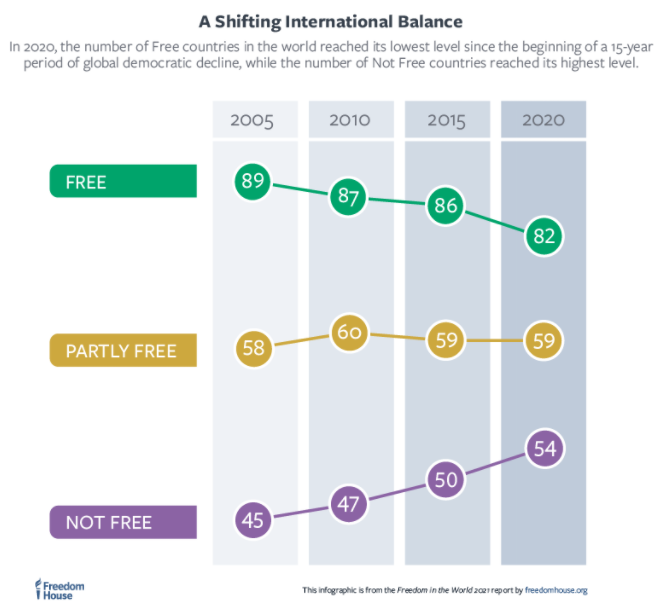 A Shifting International Balance
In 2020, the number of Free countries in the world reached its lowest level since the beginning of a 15-year
period of global democratic decline, while the number of Not Free countries reached its highest level.
2005 2010 2015 2020
FREE 89 87 86 82
PARTLY FREE 58 60 59 59
NOT FREE 45 47 50 54
Freedom
House
This infographic is from the Freedom in the World 2021 report by freedomhouse.org